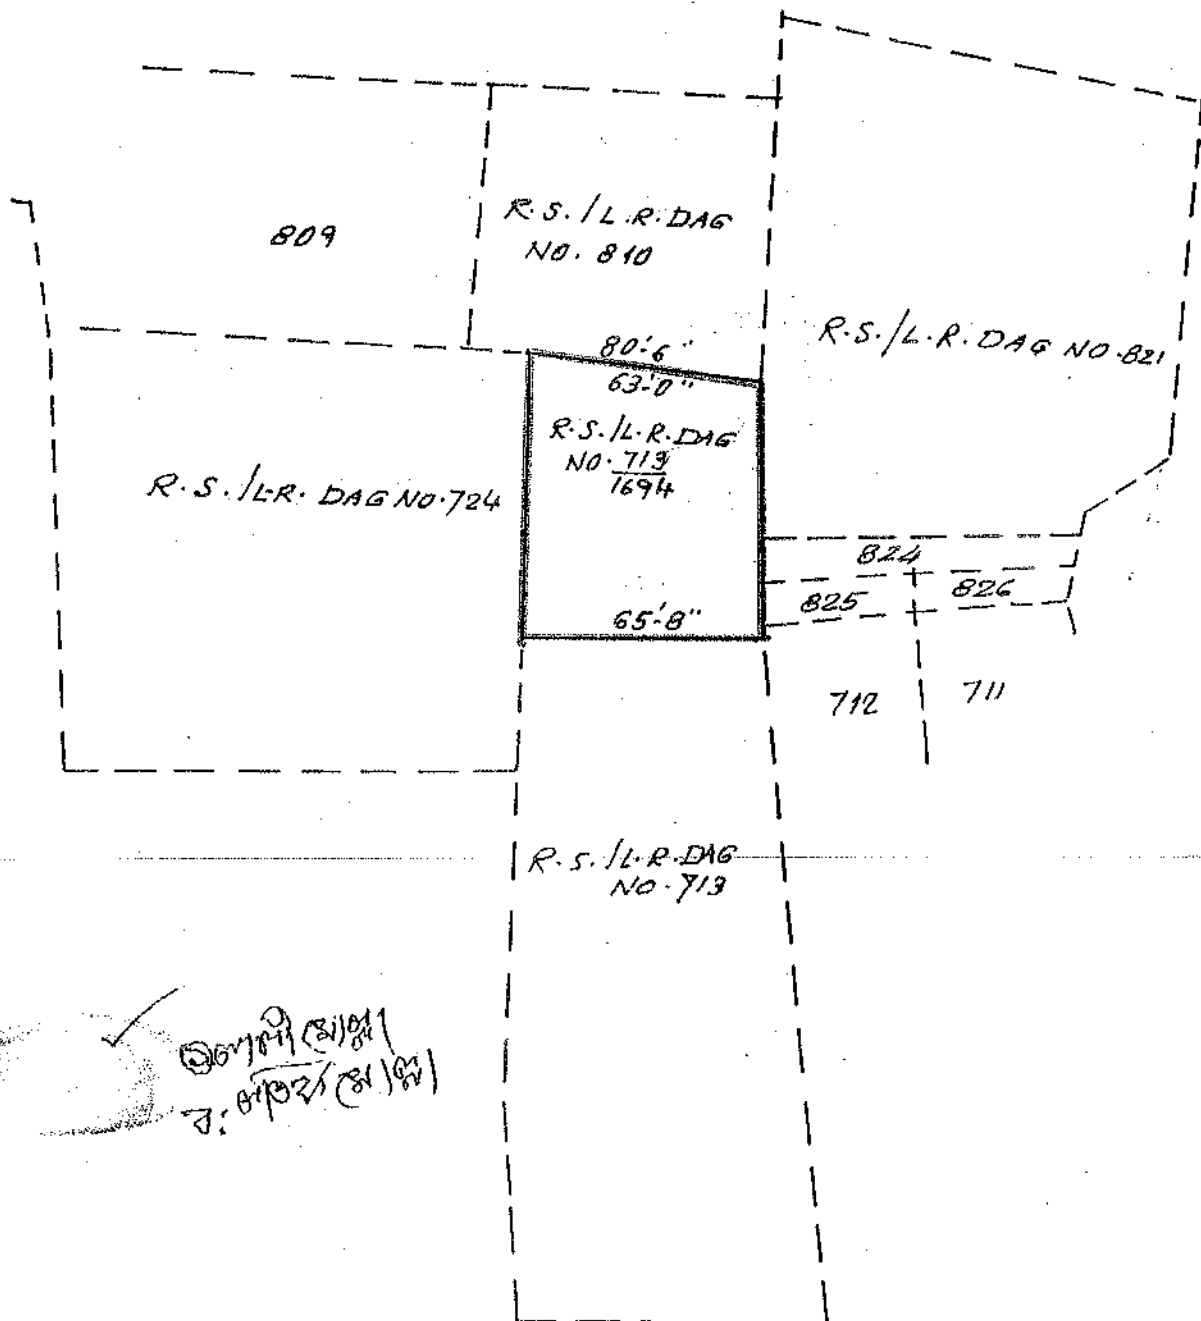 R.S./L.R. DAG
NO. 810
809
R.S./L.R. DAG NO. 821
80'-6"
63'-0"
R.S./L.R. DAG
NO. 713
1694
R.S./L.R. DAG NO. 724
824
825
826
65'-8"
712
711
R.S./L.R. DAG
NO. 713
মোল্লা
ব: মোল্লা